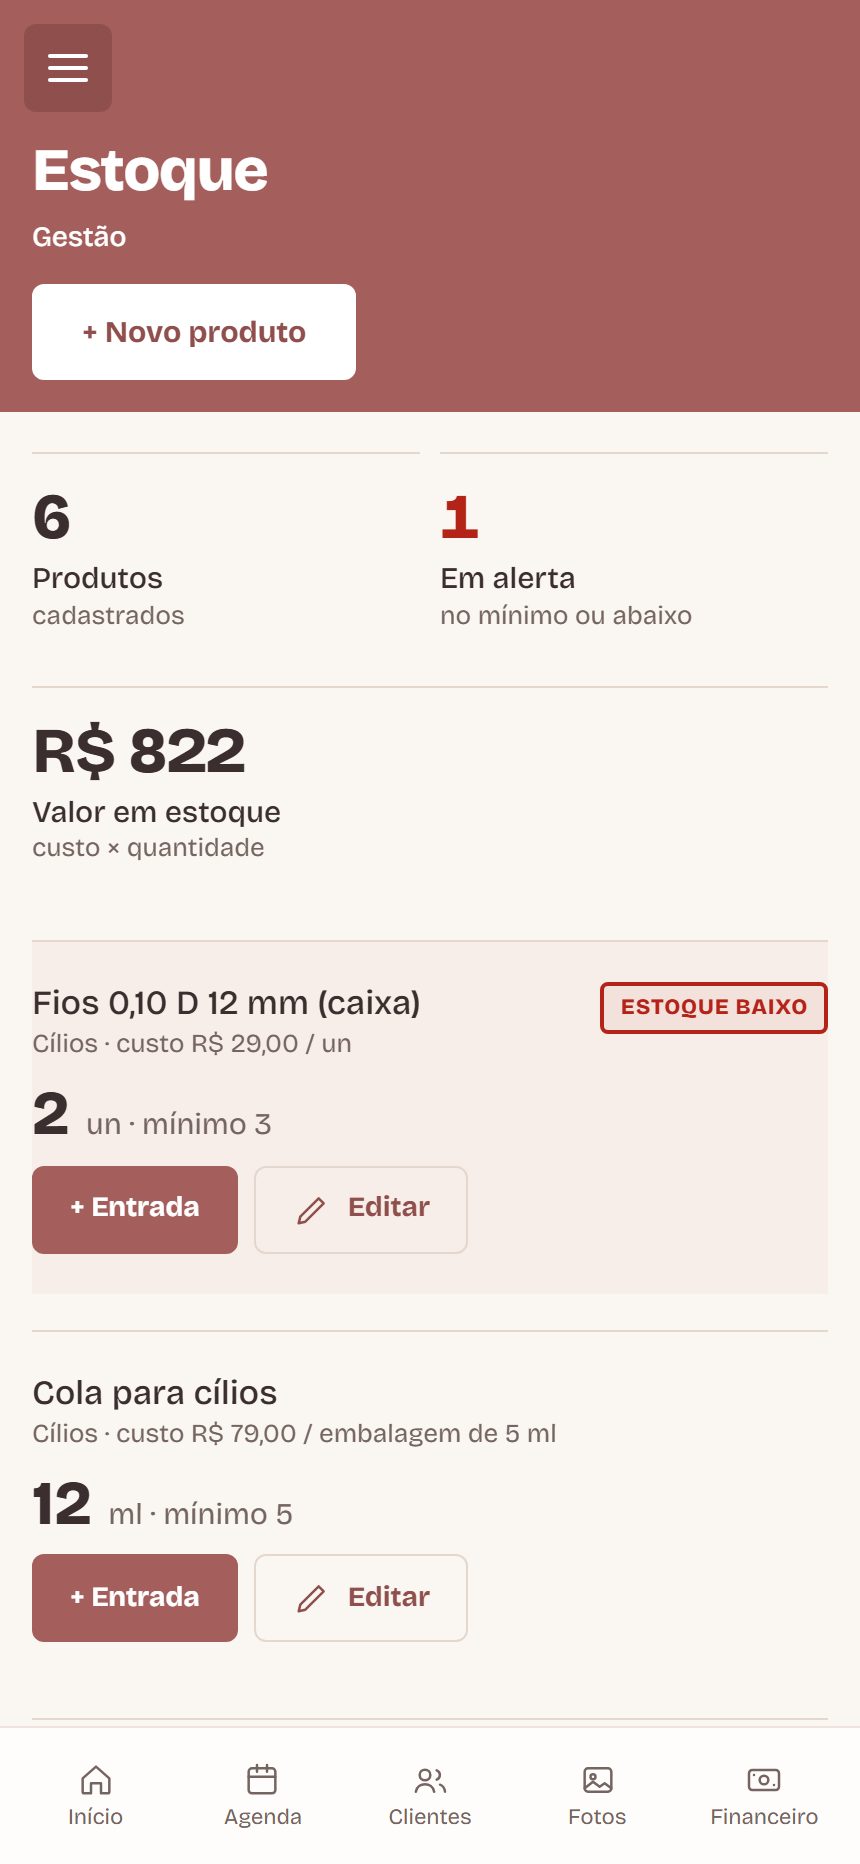 Estoque
Gestão
+ Novo produto
6
Produtos
cadastrados
1
Em alerta
no mínimo ou abaixo
R$ 822
Valor em estoque
custo × quantidade
Fios 0,10 D 12 mm (caixa)
ESTOQUE BAIXO
Cílios · custo R$ 29,00 / un
2 un · mínimo 3
+ Entrada
Editar
Cola para cílios
Cílios · custo R$ 79,00 / embalagem de 5 ml
12 ml · mínimo 5
+ Entrada
Editar
Início
Agenda
Clientes
Fotos
Financeiro